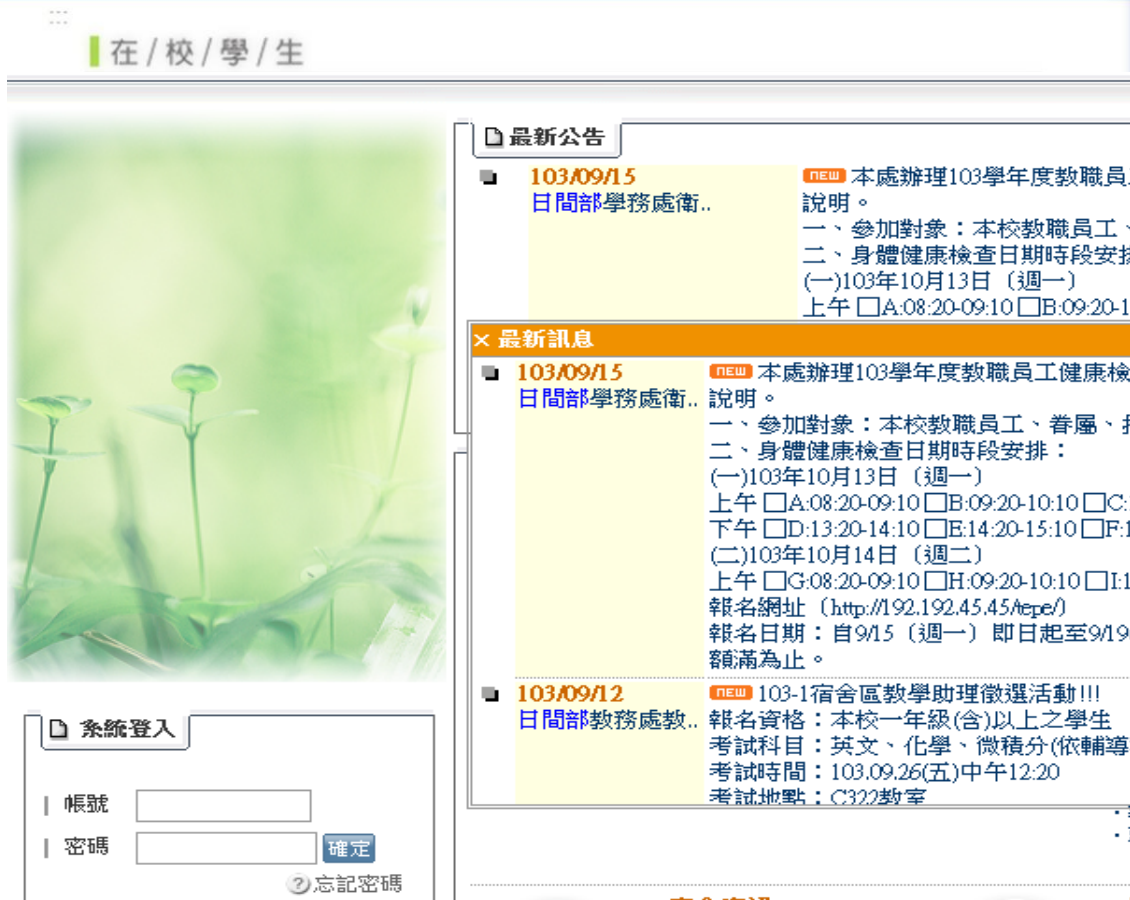 在/校/學/生
最新公告
103/09/15
日間部學務處衛..
new 本處辦理103學年度教職員
說明。
一、參加對象：本校教職員工、
二、身體健康檢查日期時段安排
(一)103年10月13日（週一）
上午 □A:08:20-09:10 □B:09:20-1
× 最新訊息
103/09/15
日間部學務處衛..
new 本處辦理103學年度教職員工健康檢
說明。
一、參加對象：本校教職員工、眷屬、
二、身體健康檢查日期時段安排：
(一)103年10月13日（週一）
上午 □A:08:20-09:10 □B:09:20-10:10 □C:
下午 □D:13:20-14:10 □E:14:20-15:10 □F:1
(二)103年10月14日（週二）
上午 □G:08:20-09:10 □H:09:20-10:10 □I:1
報名網址（http://192.192.45.45/tepe/）
報名日期：自9/15（週一）即日起至9/19
額滿為止。
103/09/12
日間部教務處教..
new 103-1宿舍區教學助理徵選活動!!!
報名資格：本校一年級(含)以上之學生
考試科目：英文、化學、微積分(依輔導
考試時間：103.09.26(五)中午12:20
考試地點：C322教室
系統登入
帳號
密碼
確定
?忘記密碼